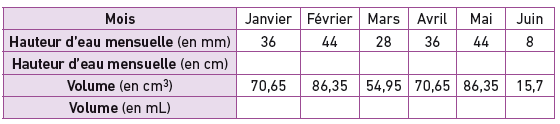 Mois Janvier Février Mars Avril Mai Juin
Hauteur d'eau mensuelle (en mm) 36 44 28 36 44 8
Hauteur d'eau mensuelle (en cm)
Volume (en cm³) 70,65 86,35 54,95 70,65 86,35 15,7
Volume (en mL)